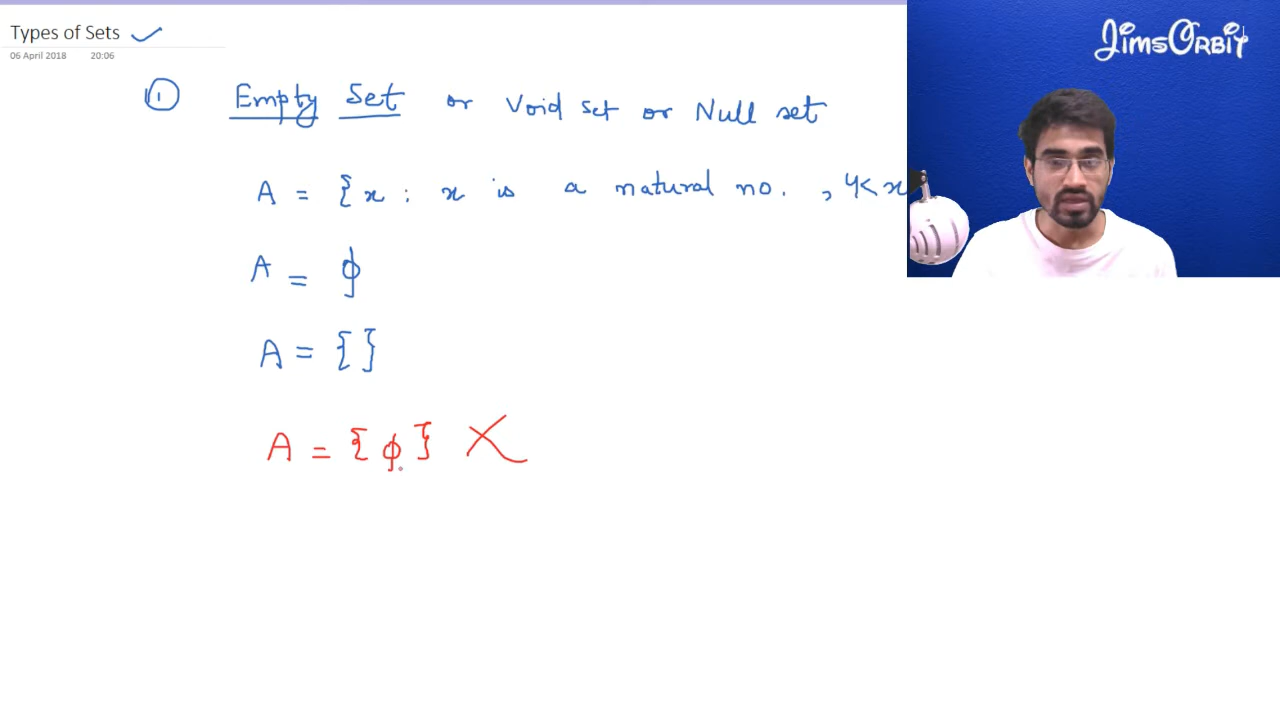 Types of Sets
06 April 2018 20:06
JimsOrbit
① Empty Set or Void set or Null set
A = {x : x is a natural no. , 4<x
A = ϕ
A = {}
A = {ϕ} X